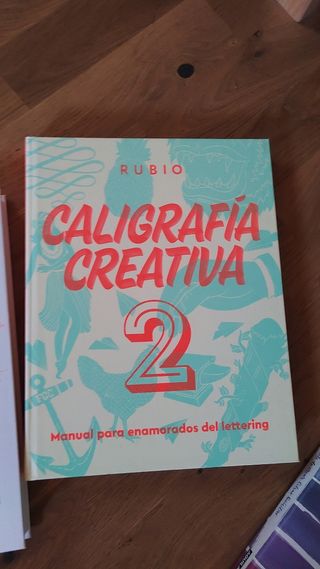 RUBIO
CALIGRAFÍA
CREATIVA
2
Manual para enamorados del lettering